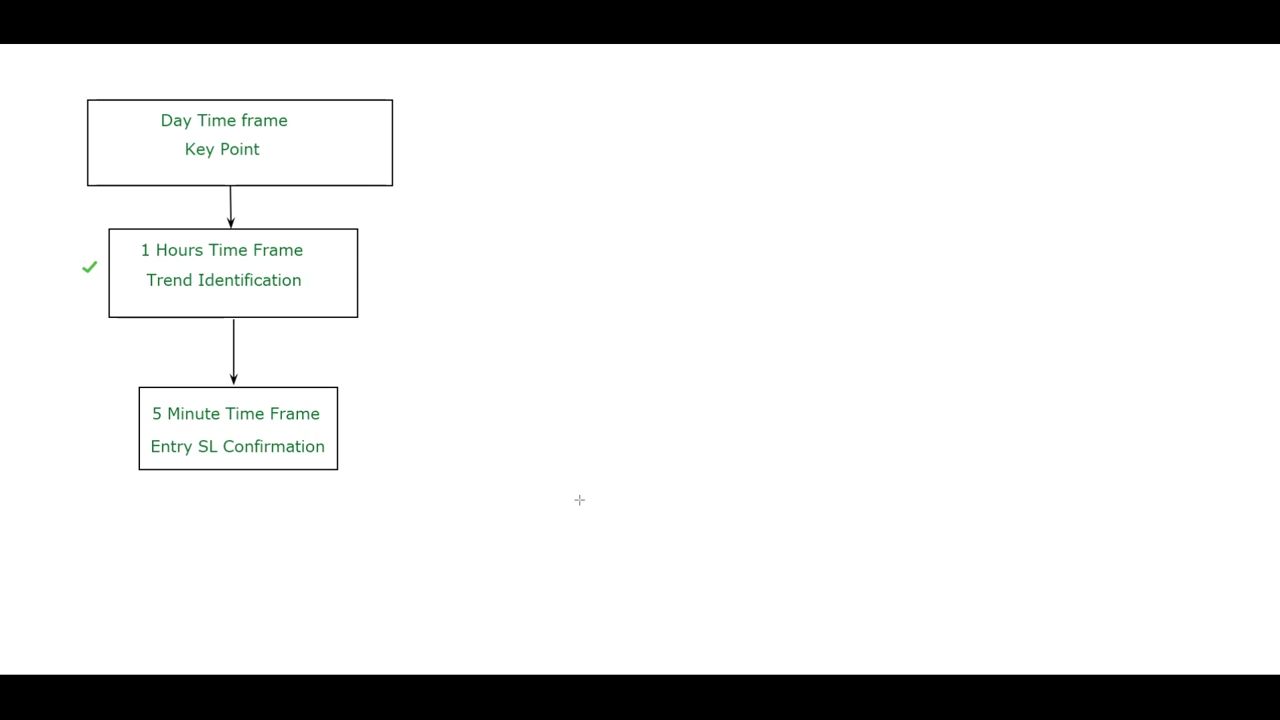 Day Time frame
Key Point
1 Hours Time Frame
Trend Identification
5 Minute Time Frame
Entry SL Confirmation